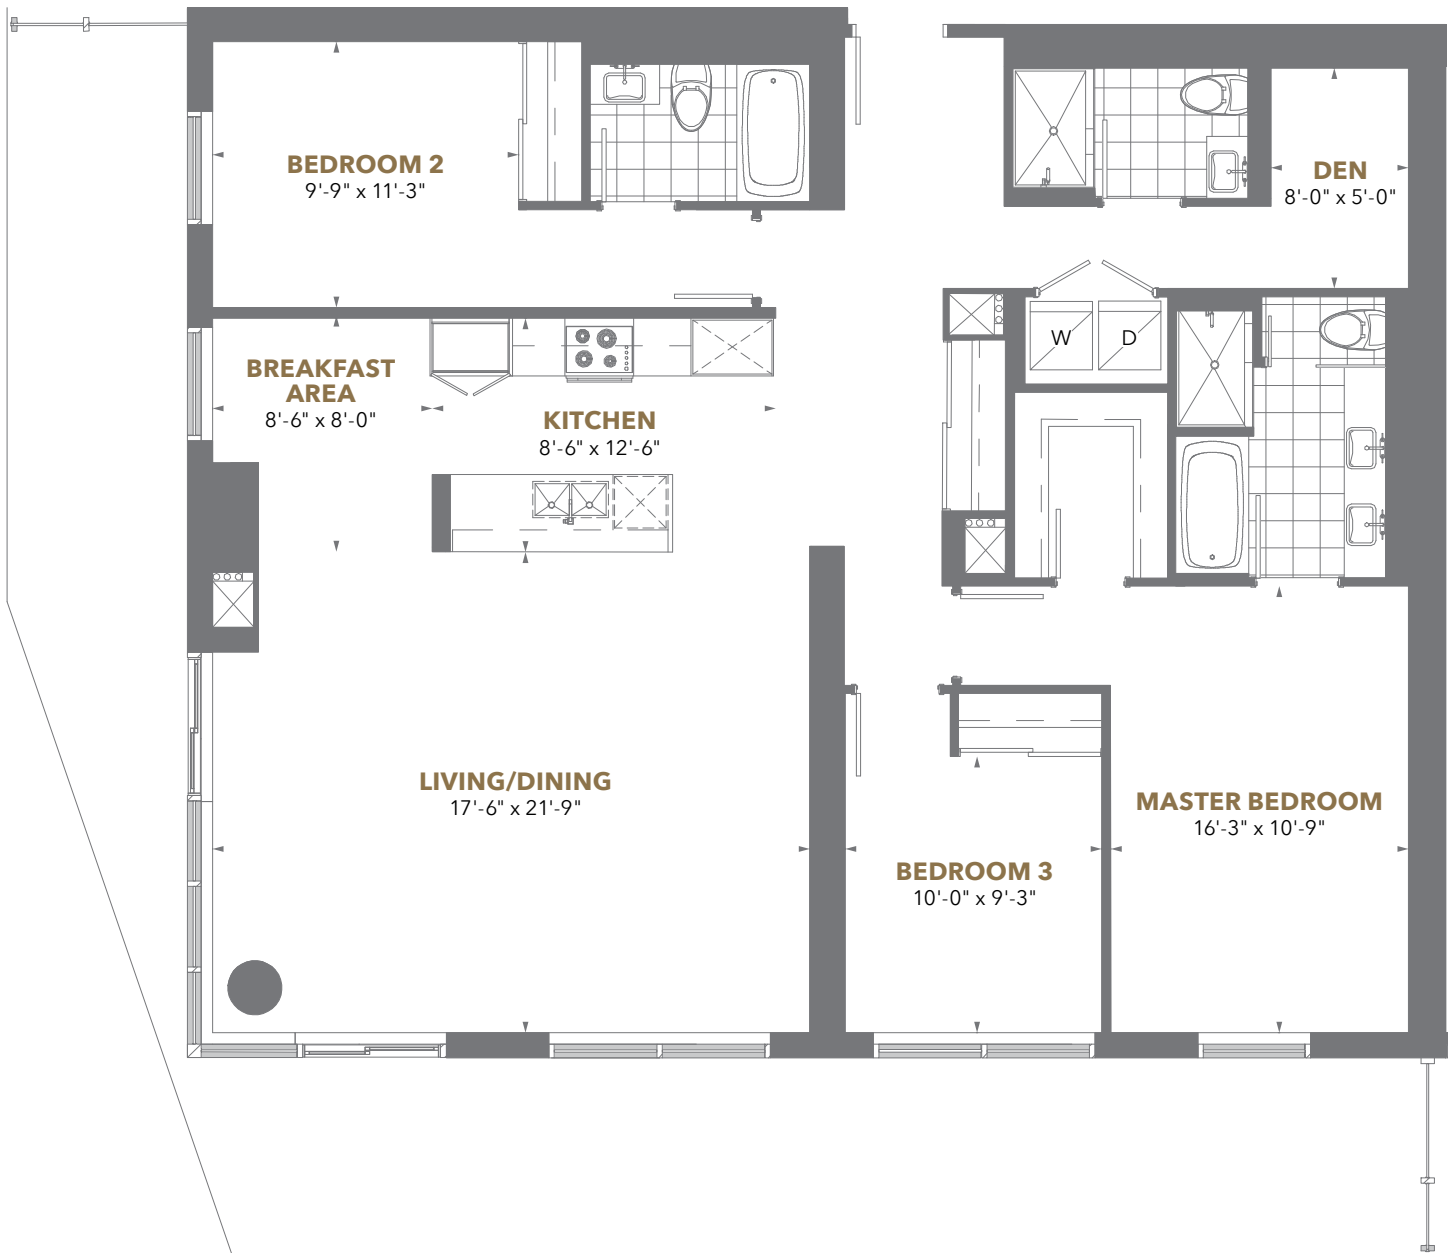 BEDROOM 2
9'-9" x 11'-3"
DEN
8'-0" x 5'-0"
BREAKFAST
AREA
8'-6" x 8'-0"
KITCHEN
8'-6" x 12'-6"
W
D
LIVING/DINING
17'-6" x 21'-9"
MASTER BEDROOM
16'-3" x 10'-9"
BEDROOM 3
10'-0" x 9'-3"